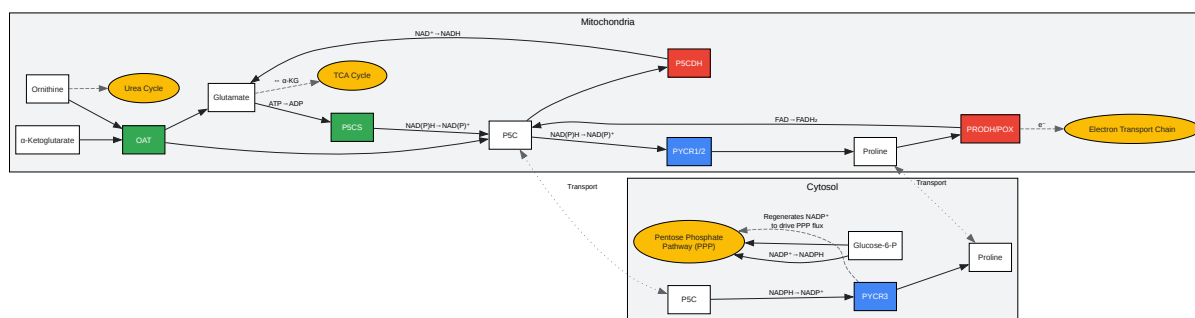 Mitochondria
NAD⁺→NADH
P5CDH
Ornithine
Urea Cycle
↔ α-KG
TCA Cycle
Glutamate
ATP→ADP
α-Ketoglutarate
OAT
P5CS
NAD(P)H→NAD(P)⁺
P5C
NAD(P)H→NAD(P)⁺
PYCR1/2
FAD→FADH₂
Proline
PRODH/POX
e⁻
Electron Transport Chain
Transport
Transport
Cytosol
Regenerates NADP⁺
to drive PPP flux
Pentose Phosphate
Pathway (PPP)
NADP⁺→NADPH
Glucose-6-P
Proline
P5C
NADPH→NADP⁺
PYCR3